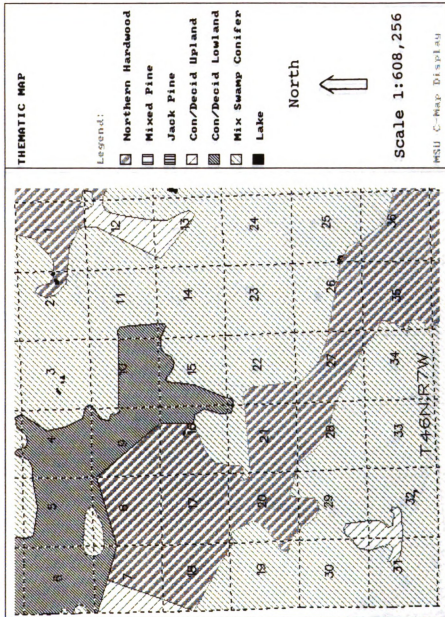 THEMATIC MAP
Legend:
Northern Hardwood
Mixed Pine
Jack Pine
Con/Decid Upland
Con/Decid Lowland
Mix Swamp Conifer
Lake
North
Scale 1:608,256
MSU C-Map Display
6 5 4 3 2 1
7 8 9 10 11 12
18 17 16 15 14 13
19 20 21 22 23 24
30 29 28 27 26 25
31 32 33 34 35 36
T46N:R7W